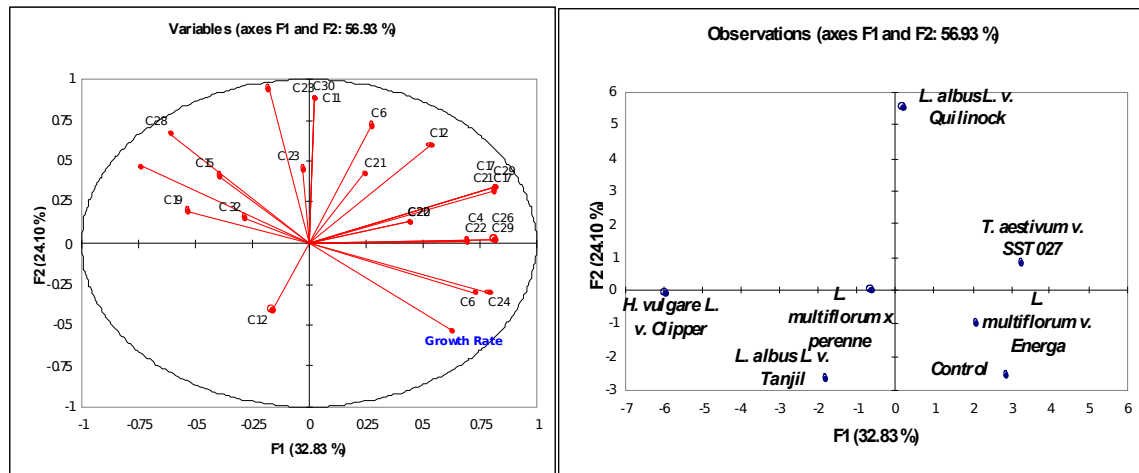 Variables (axes F1 and F2: 56.93 %)
1
0.75
0.5
0.25
0
-0.25
-0.5
-0.75
-1
F2 (24.10 %)
C23
C30
C11
C6
C12
C28
C23
C21
C17
C29
C21
C17
C15
C19
C32
C20
C4
C26
C22
C29
C12
C6
C24
Growth Rate
-1
-0.75
-0.5
-0.25
0
0.25
0.5
0.75
1
F1 (32.83 %)
Observations (axes F1 and F2: 56.93 %)
6
5
4
3
2
1
0
-1
-2
-3
F2 (24.10 %)
L. albus L. v.
Quilinock
T. aestivum v.
SST 027
H. vulgare L.
v. Clipper
L.
multiflorum x
perenne
L.
multiflorum v.
Energa
L. albus L. v.
Tanjil
Control
-7 -6 -5 -4 -3 -2 -1 0 1 2 3 4 5 6
F1 (32.83 %)